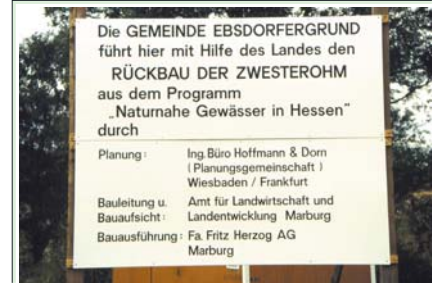 Die GEMEINDE EBSDORFERGRUND
führt hier mit Hilfe des Landes den
RÜCKBAU DER ZWESTEROHM
aus dem Programm
„Naturnahe Gewässer in Hessen"
durch
Planung: Ing. Büro Hoffmann & Dorn
(Planungsgemeinschaft)
Wiesbaden / Frankfurt
Bauleitung u. Amt für Landwirtschaft und
Bauaufsicht: Landentwicklung Marburg
Bauausführung: Fa. Fritz Herzog AG
Marburg